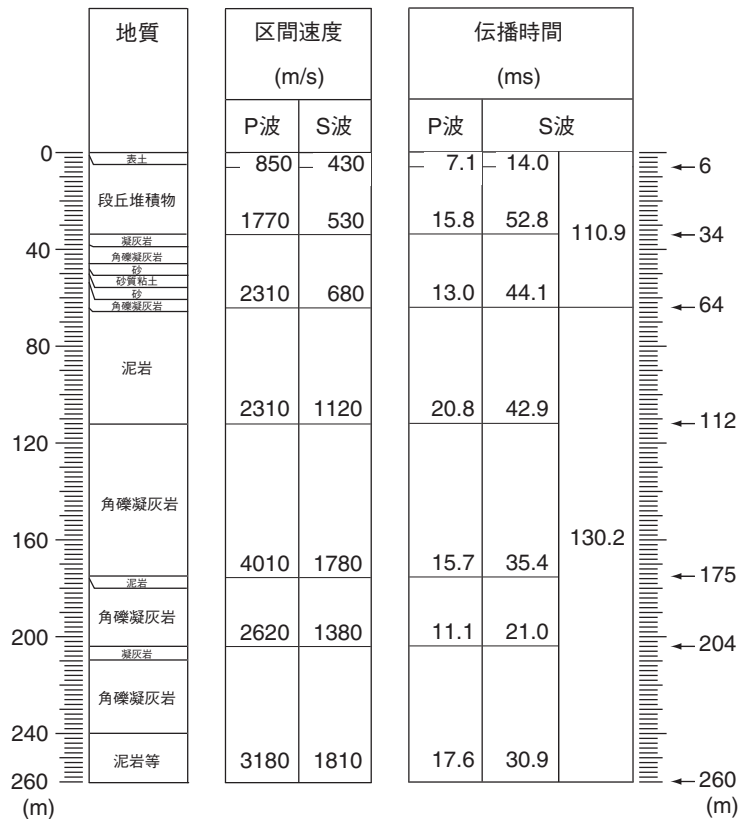 地質
区間速度
(m/s)
伝播時間
(ms)
P波 S波
P波 S波
0
40
80
120
160
200
240
260
(m)
表土
段丘堆積物
凝灰岩
角礫凝灰岩
砂
砂質粘土
砂
角礫凝灰岩
泥岩
角礫凝灰岩
泥岩
角礫凝灰岩
凝灰岩
角礫凝灰岩
泥岩等
850 430
1770 530
2310 680
2310 1120
4010 1780
2620 1380
3180 1810
7.1 14.0
15.8 52.8
13.0 44.1
20.8 42.9
15.7 35.4
11.1 21.0
17.6 30.9
110.9
130.2
6
34
64
112
175
204
260
(m)